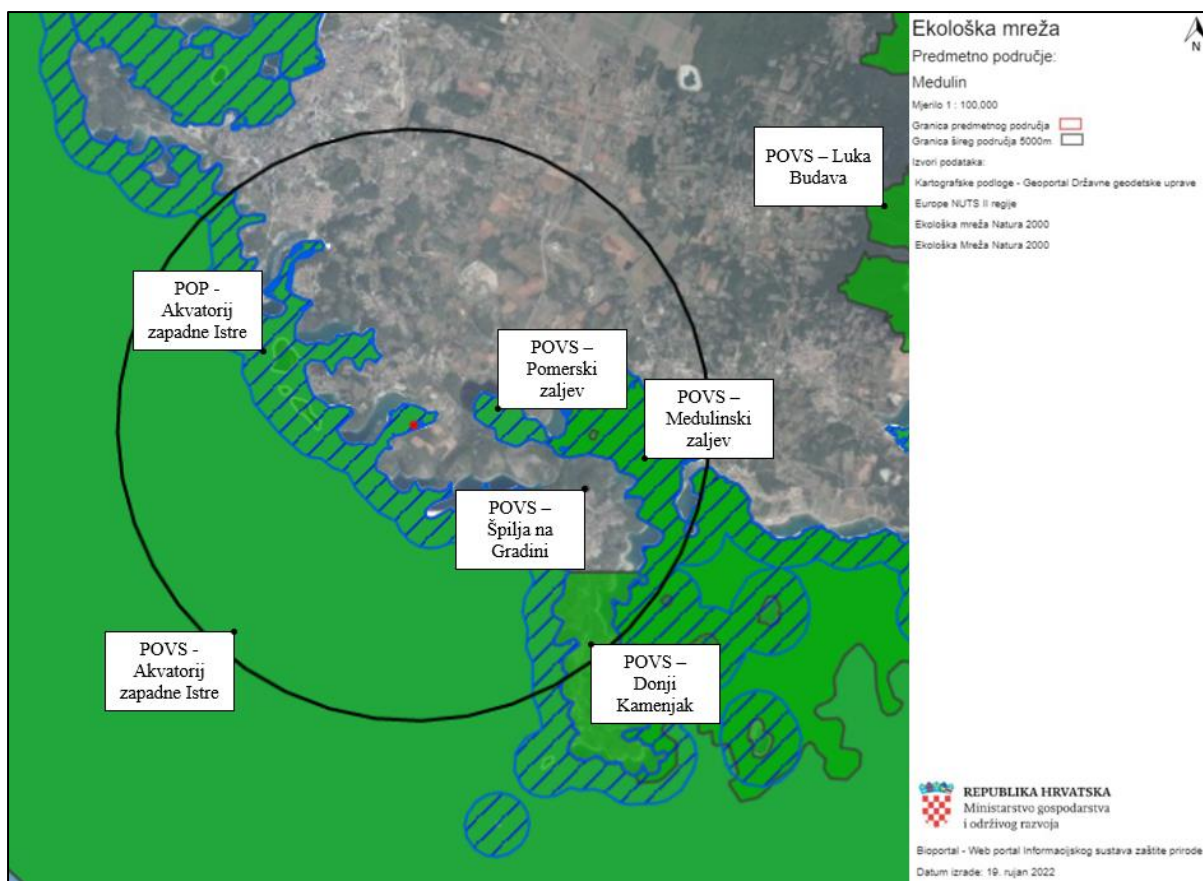 Ekološka mreža
Predmetno područje:
Medulin
Mjerilo 1 : 100,000
Granica predmetnog područja
Granica šireg područja 5000m
Izvori podataka:
Kartografske podloge - Geoportal Državne geodetske uprave
Europe NUTS II regije
Ekološka mreža Natura 2000
Ekološka Mreža Natura 2000
N
POVS – Luka
Budava
POP -
Akvatorij
zapadne Istre
POVS –
Pomerski
zaljev
POVS –
Medulinski
zaljev
POVS –
Špilja na
Gradini
POVS -
Akvatorij
zapadne Istre
POVS –
Donji
Kamenjak
REPUBLIKA HRVATSKA
Ministarstvo gospodarstva
i održivog razvoja
Bioportal - Web portal Informacijskog sustava zaštite prirode
Datum izrade: 19. rujan 2022